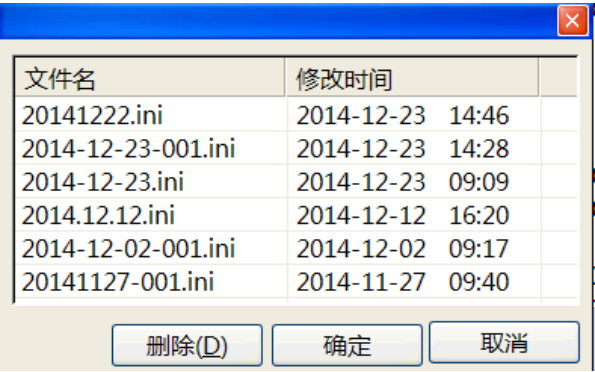 文件名 修改时间
20141222.ini 2014-12-23 14:46
2014-12-23-001.ini 2014-12-23 14:28
2014-12-23.ini 2014-12-23 09:09
2014.12.12.ini 2014-12-12 16:20
2014-12-02-001.ini 2014-12-02 09:17
20141127-001.ini 2014-11-27 09:40
删除(D) 确定 取消